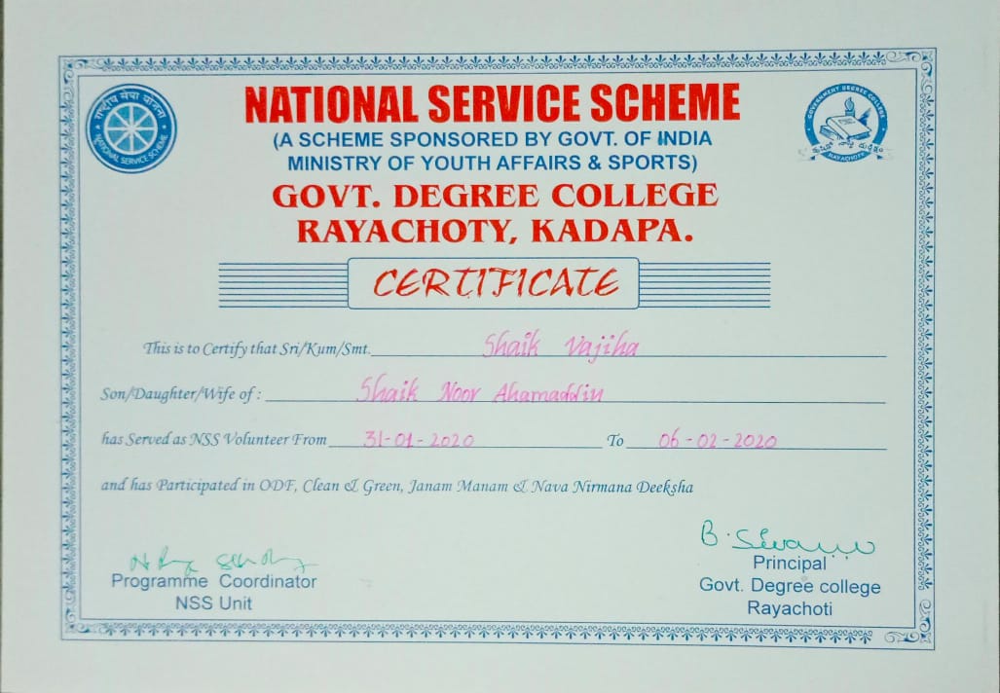 NATIONAL SERVICE SCHEME
(A SCHEME SPONSORED BY GOVT. OF INDIA
MINISTRY OF YOUTH AFFAIRS & SPORTS)
GOVT. DEGREE COLLEGE
RAYACHOTY, KADAPA.
राष्ट्रीय सेवा योजना
NATIONAL SERVICE SCHEME
GOVERNMENT DEGREE COLLEGE
RAYACHOTY
CERTIFICATE
This is to Certify that Sri/Kum/Smt. Shaik Vajiha
Son/Daughter/Wife of : Shaik Noor Ahamaddin
has Served as NSS Volunteer From 31-01-2020 To 06-02-2020
and has Participated in ODF, Clean & Green, Janam Manam & Nava Nirmana Deeksha
Programme Coordinator
NSS Unit
Principal
Govt. Degree college
Rayachoti